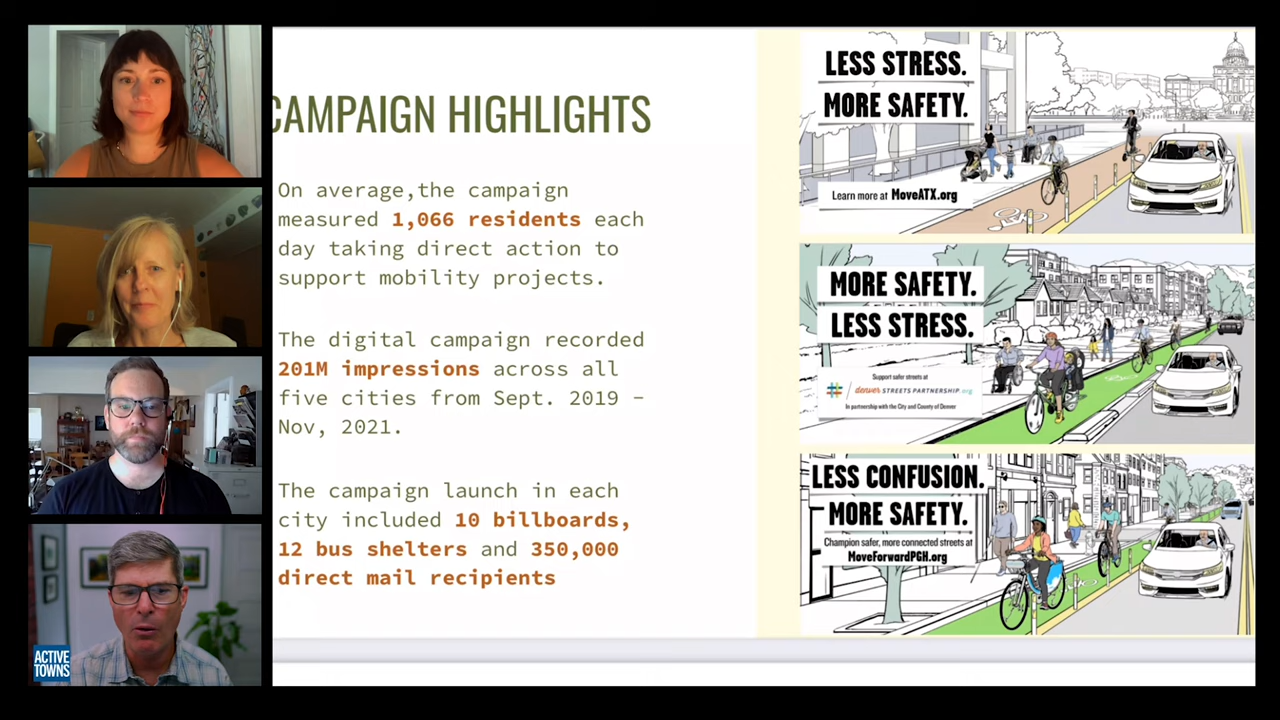 CAMPAIGN HIGHLIGHTS
On average,the campaign
measured 1,066 residents each
day taking direct action to
support mobility projects.
The digital campaign recorded
201M impressions across all
five cities from Sept. 2019 –
Nov, 2021.
The campaign launch in each
city included 10 billboards,
12 bus shelters and 350,000
direct mail recipients
LESS STRESS.
MORE SAFETY.
Learn more at MoveATX.org
MORE SAFETY.
LESS STRESS.
Support safer streets at
denver STREETS PARTNERSHIP.org
In partnership with the City and County of Denver
LESS CONFUSION.
MORE SAFETY.
Champion safer, more connected streets at
MoveForwardPGH.org
ACTIVE
TOWNS